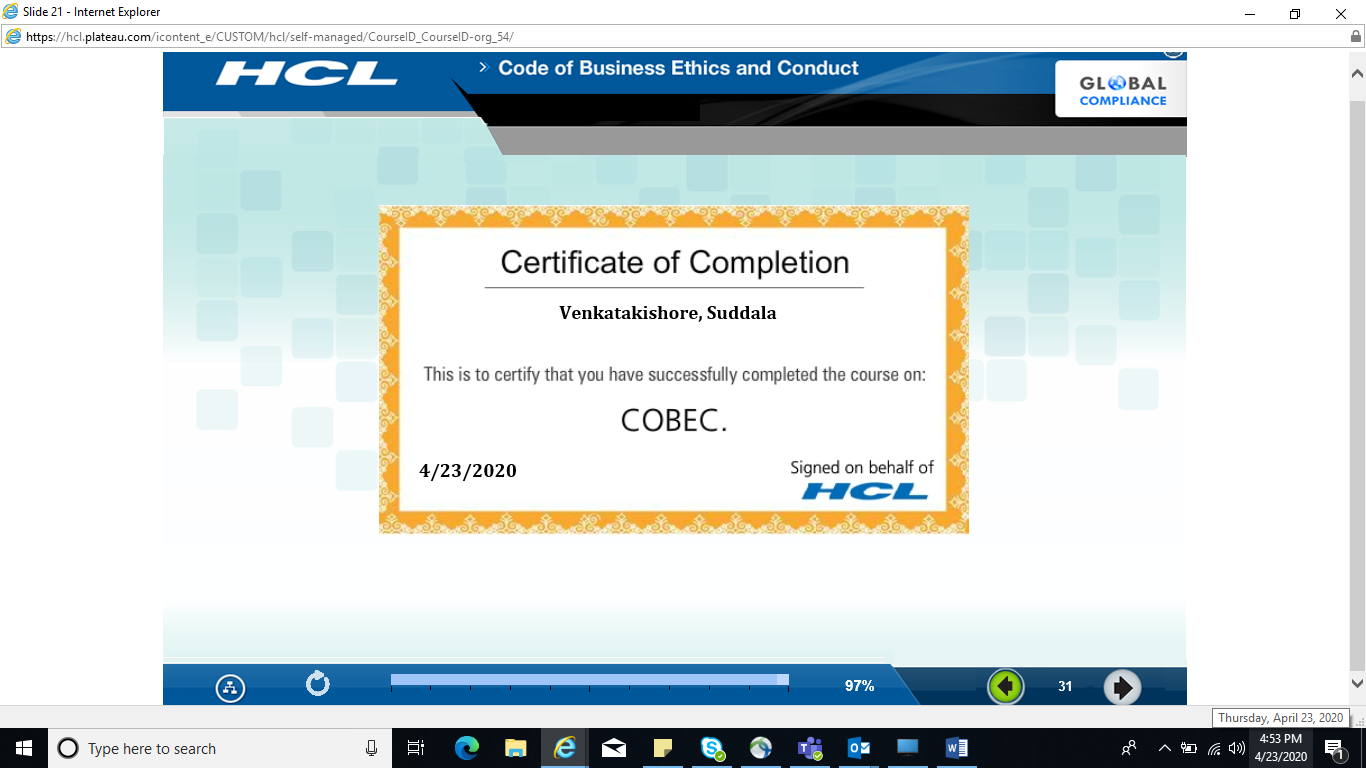 Slide 21 - Internet Explorer
https://hcl.plateau.com/icontent_e/CUSTOM/hcl/self-managed/CourseID_CourseID-org_54/
HCL
Code of Business Ethics and Conduct
GLOBAL
COMPLIANCE
Certificate of Completion
Venkatakishore, Suddala
This is to certify that you have successfully completed the course on:
COBEC.
4/23/2020
Signed on behalf of
HCL
97%
31
Thursday, April 23, 2020
Type here to search
4:53 PM
4/23/2020
1